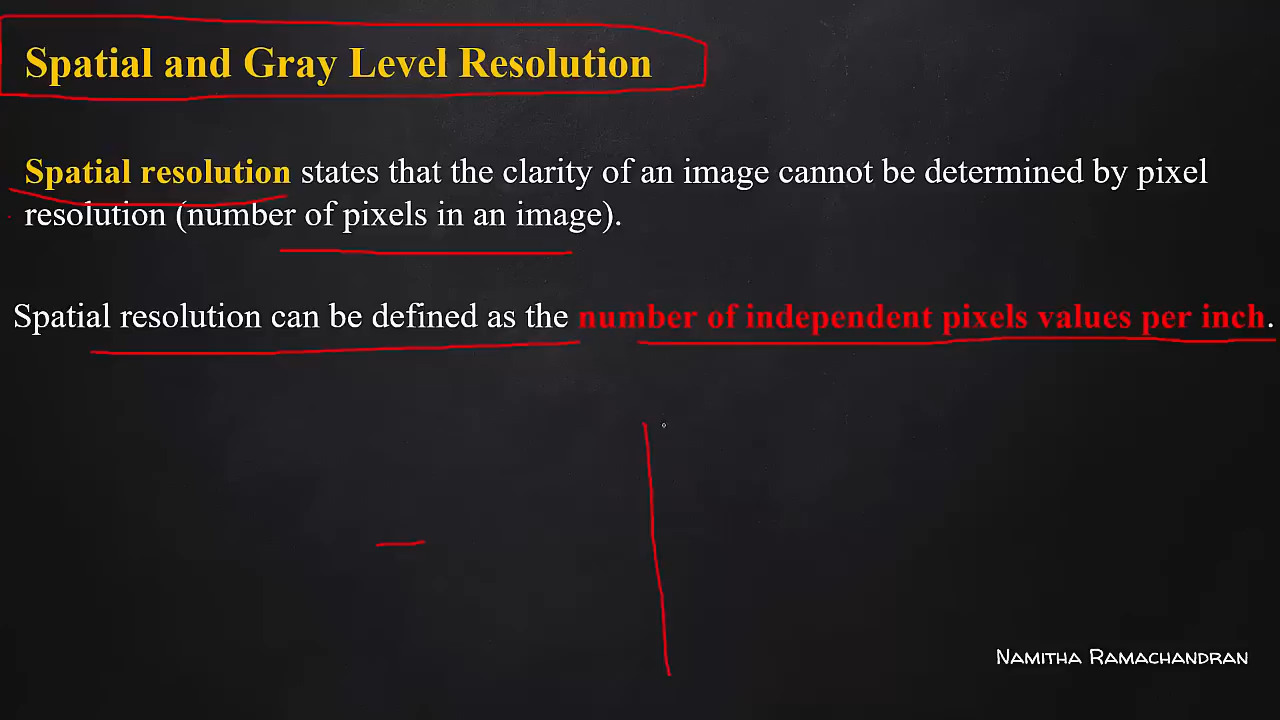 Spatial and Gray Level Resolution
Spatial resolution states that the clarity of an image cannot be determined by pixel
resolution (number of pixels in an image).
Spatial resolution can be defined as the number of independent pixels values per inch.
Namitha Ramachandran